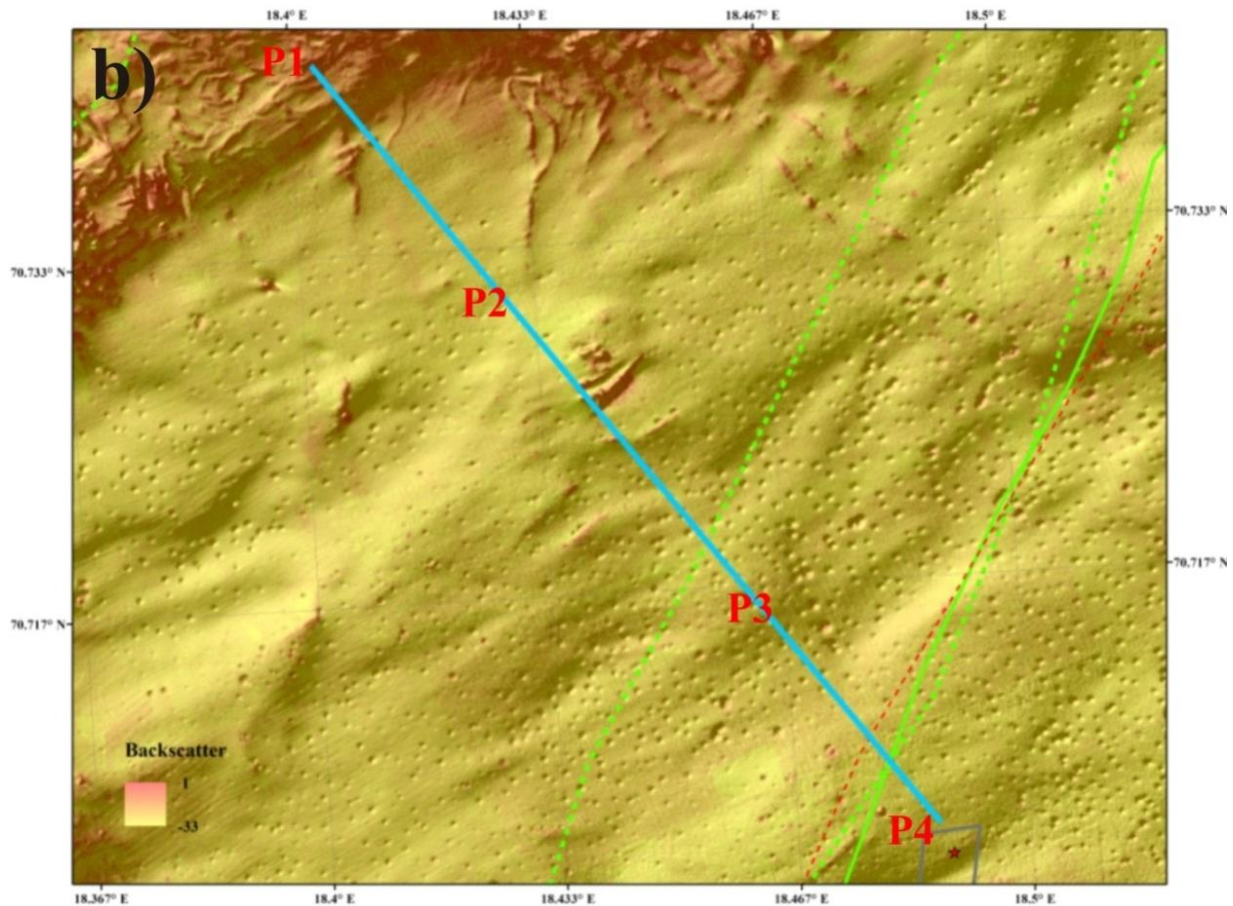 18.4° E 18.433° E 18.467° E 18.5° E
b)
P1
70.733° N
70.733° N
P2
70.717° N
P3
70.717° N
Backscatter
1
-33
P4
18.367° E 18.4° E 18.433° E 18.467° E 18.5° E